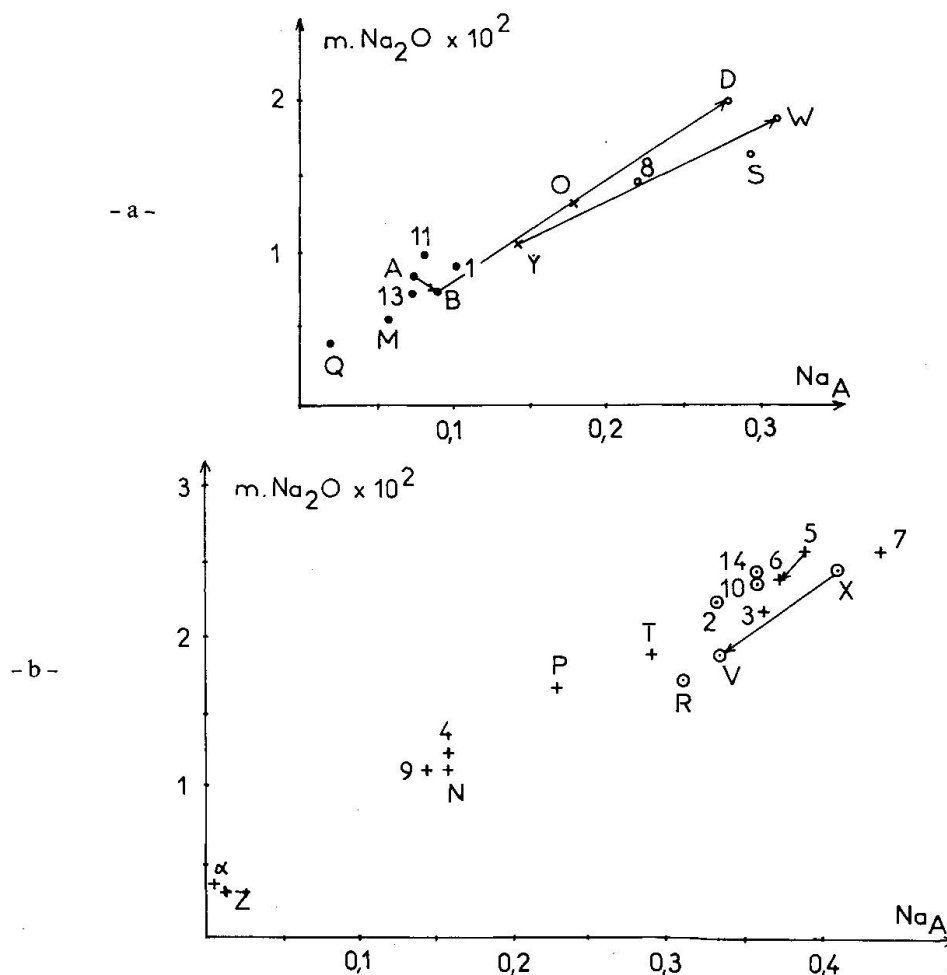 m.Na2O x 10^2
D
2
W
8
S
O
- a -
11
1
Y
1
A
13
B
M
Q
NaA
0,1
0,2
0,3
3
m.Na2O x 10^2
5
7
14
6
10
X
3
2
T
2
V
- b -
P
R
4
9
N
1
α
Z
NaA
0,1
0,2
0,3
0,4